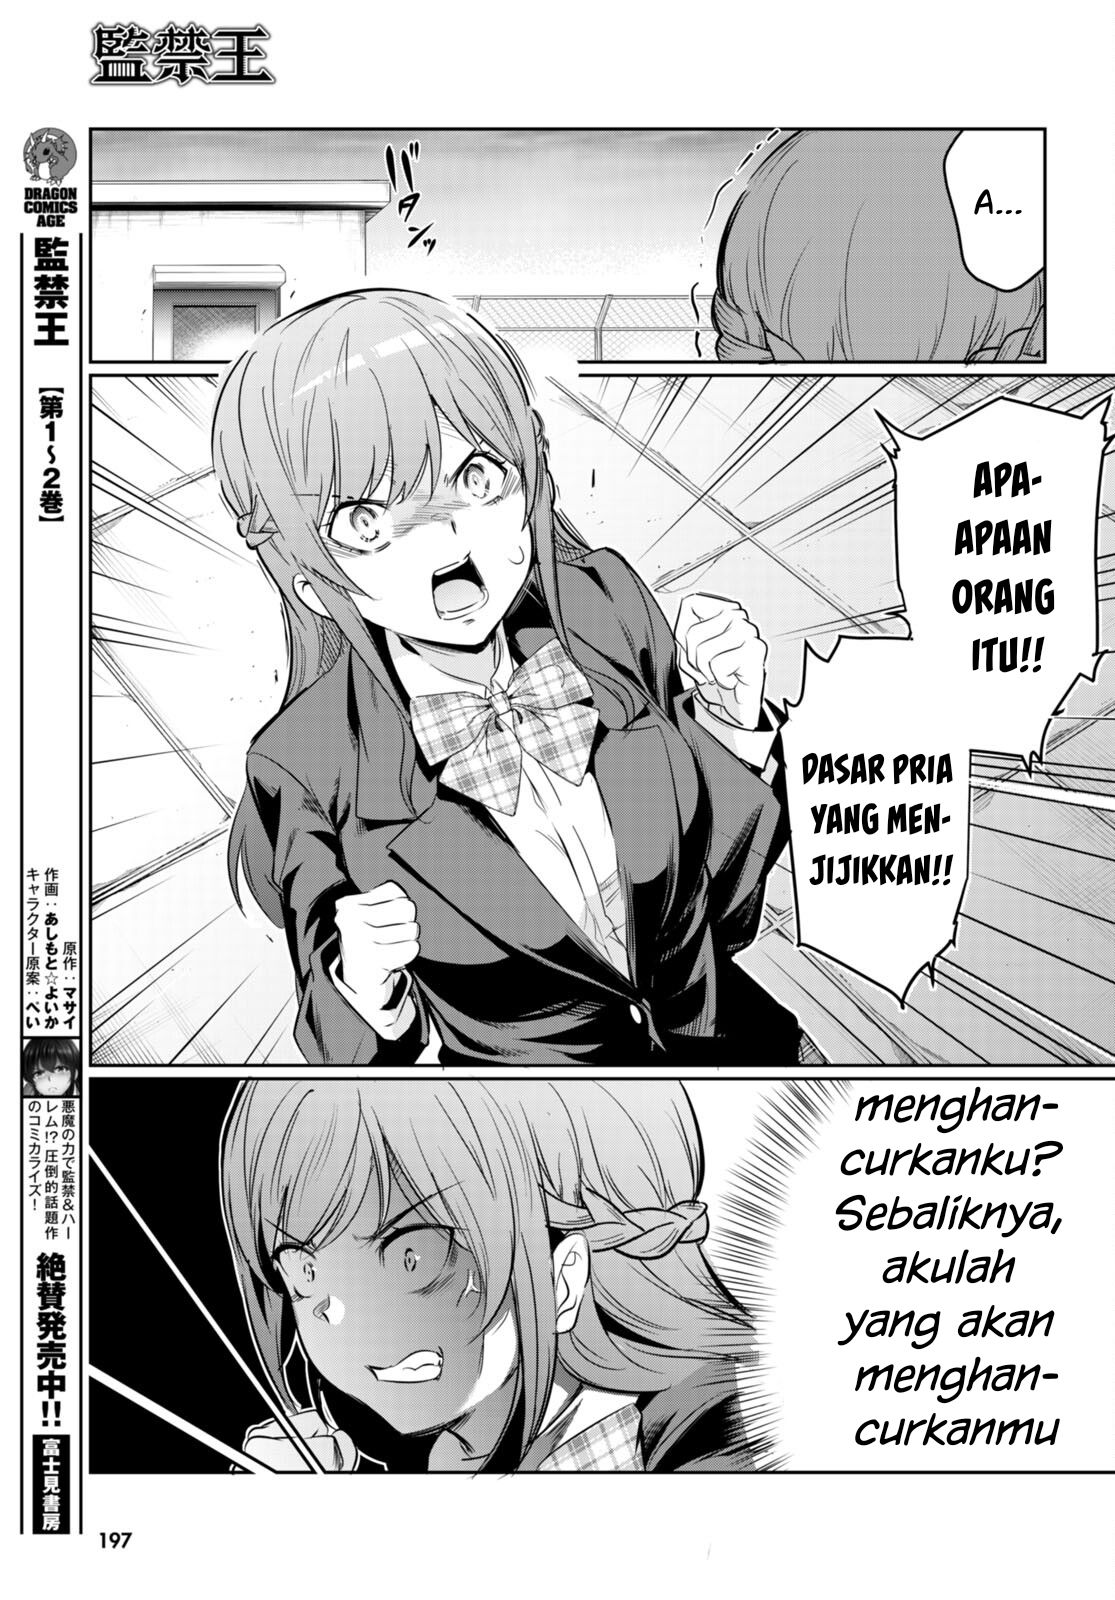 監禁王
DRAGON
COMICS
AGE
監禁王
【第1～2巻】
原作：マサイ
作画：あしもと☆よいか
キャラクター原案：ぺい
悪魔の力で監禁&ハー
レム!?圧倒的話題作
のコミカライズ！
絶賛発売中!!
富士見書房
ダンッ
A...
APA-
APAAN
ORANG
ITU!!
DASAR PRIA
YANG MEN-
JIJIKKAN!!
menghan-
curkanku?
Sebaliknya,
akulah
yang akan
menghan-
curkanmu
197